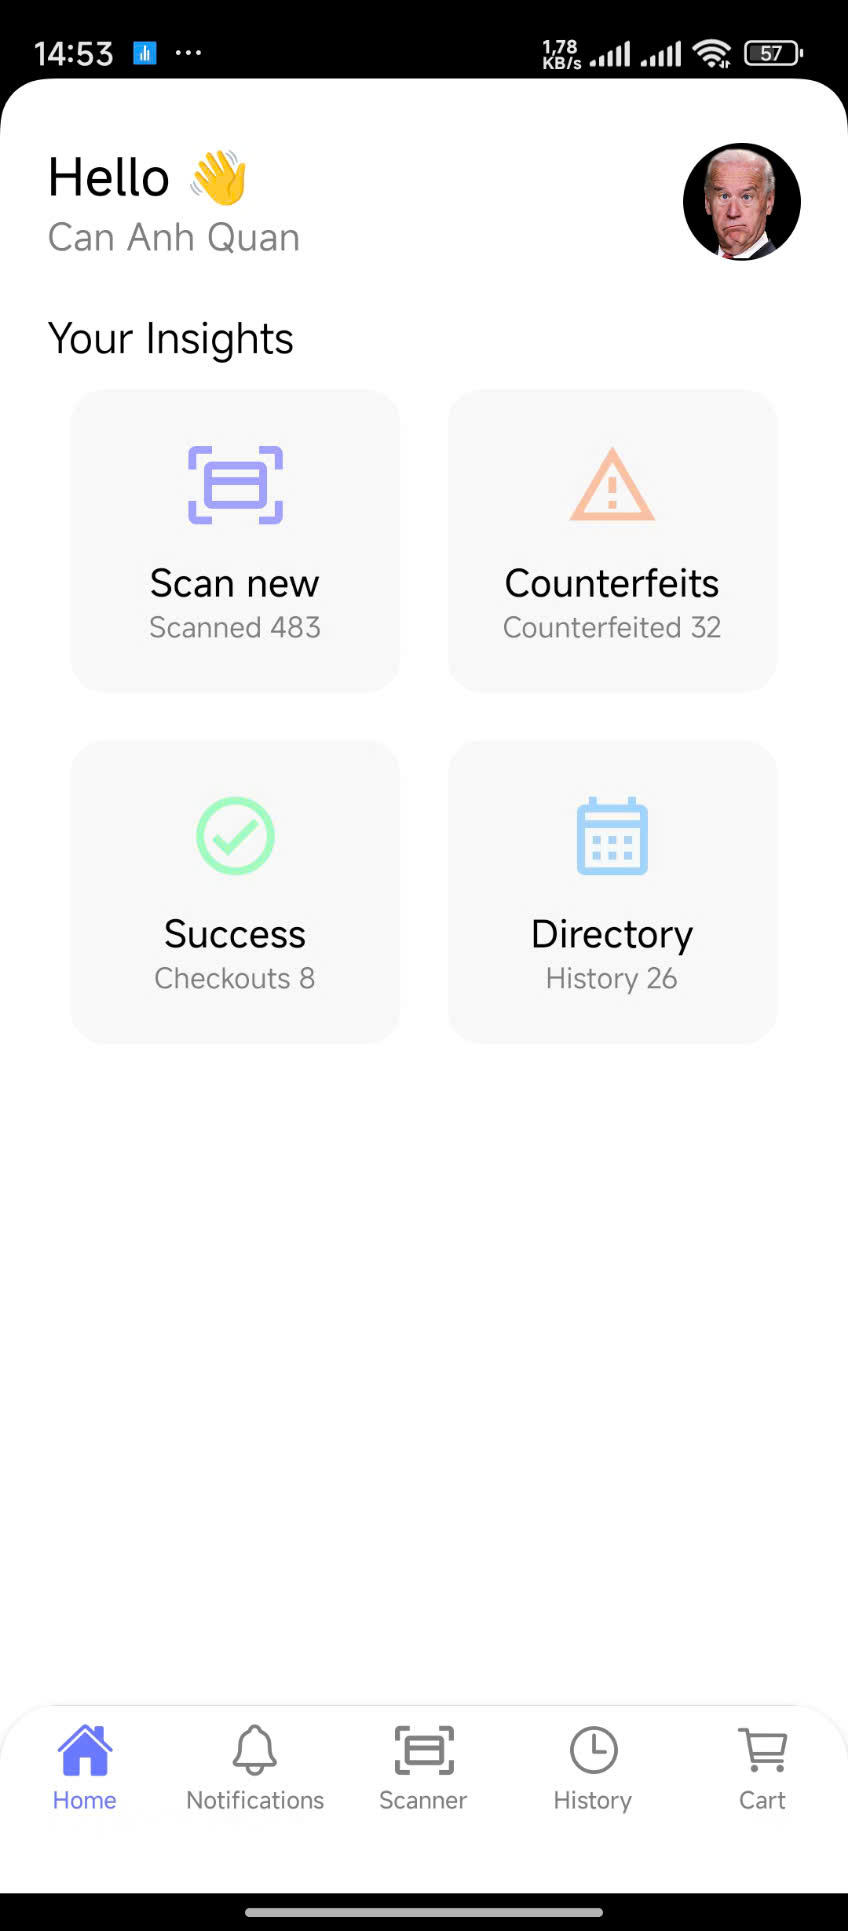 14:53
1,78
KB/s
57
Hello 👋
Can Anh Quan
Your Insights
Scan new
Scanned 483
Counterfeits
Counterfeited 32
Success
Checkouts 8
Directory
History 26
Home
Notifications
Scanner
History
Cart